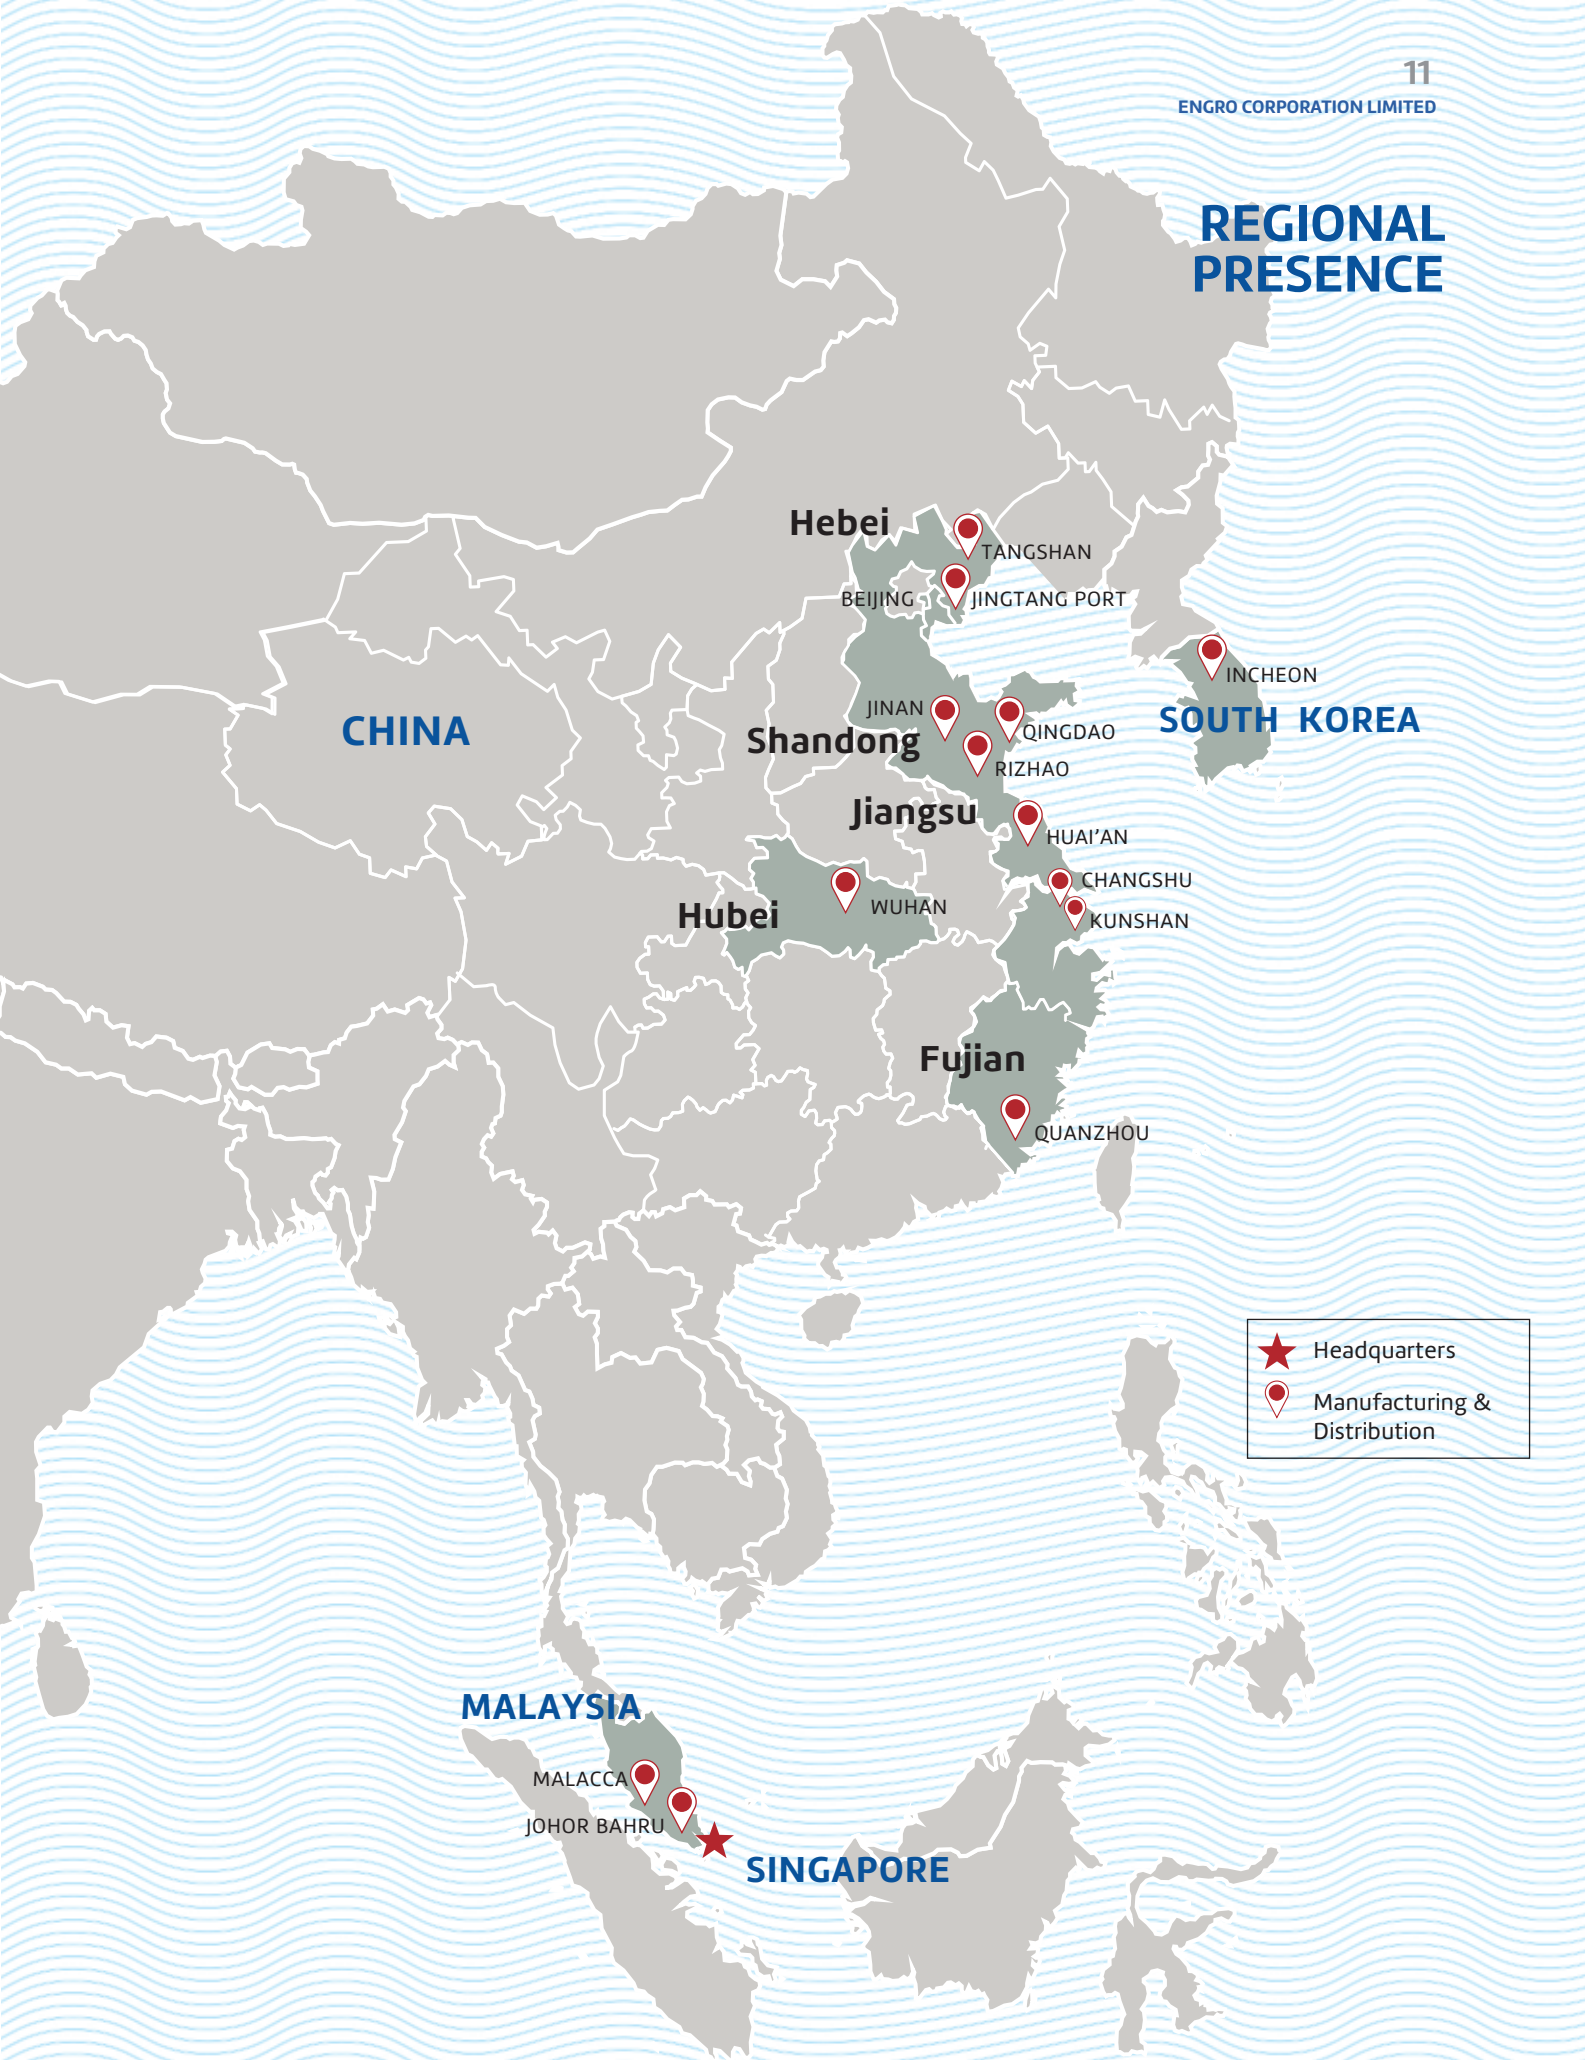 11
ENGRO CORPORATION LIMITED
REGIONAL
PRESENCE
Hebei
TANGSHAN
BEIJING
JINGTANG PORT
INCHEON
SOUTH KOREA
CHINA
JINAN
QINGDAO
Shandong
RIZHAO
Jiangsu
HUAI’AN
CHANGSHU
Hubei
WUHAN
KUNSHAN
Fujian
QUANZHOU
Headquarters
Manufacturing &
Distribution
MALAYSIA
MALACCA
JOHOR BAHRU
SINGAPORE